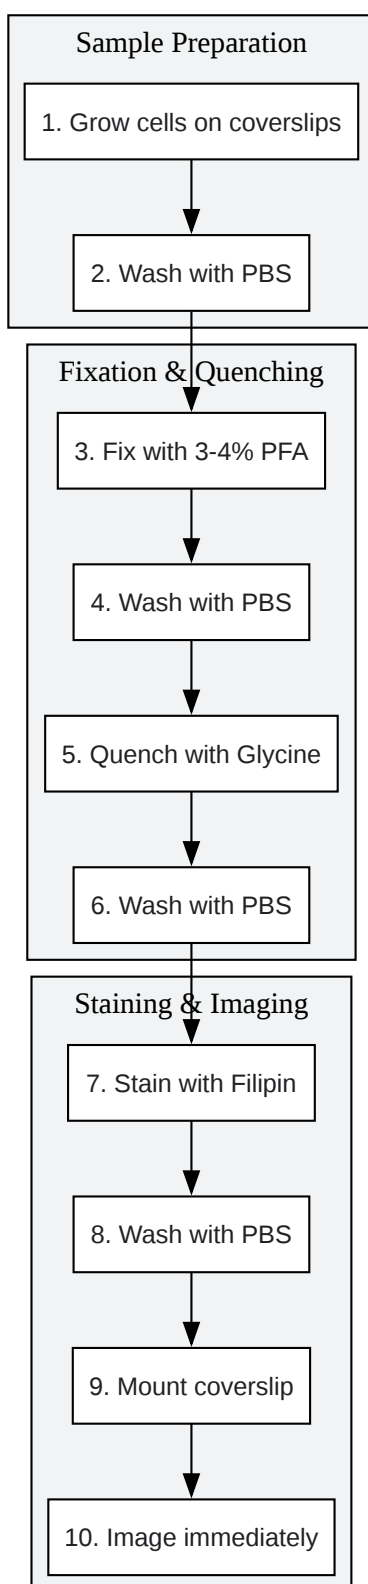 Sample Preparation
1. Grow cells on coverslips
2. Wash with PBS
Fixation & Quenching
3. Fix with 3-4% PFA
4. Wash with PBS
5. Quench with Glycine
6. Wash with PBS
Staining & Imaging
7. Stain with Filipin
8. Wash with PBS
9. Mount coverslip
10. Image immediately